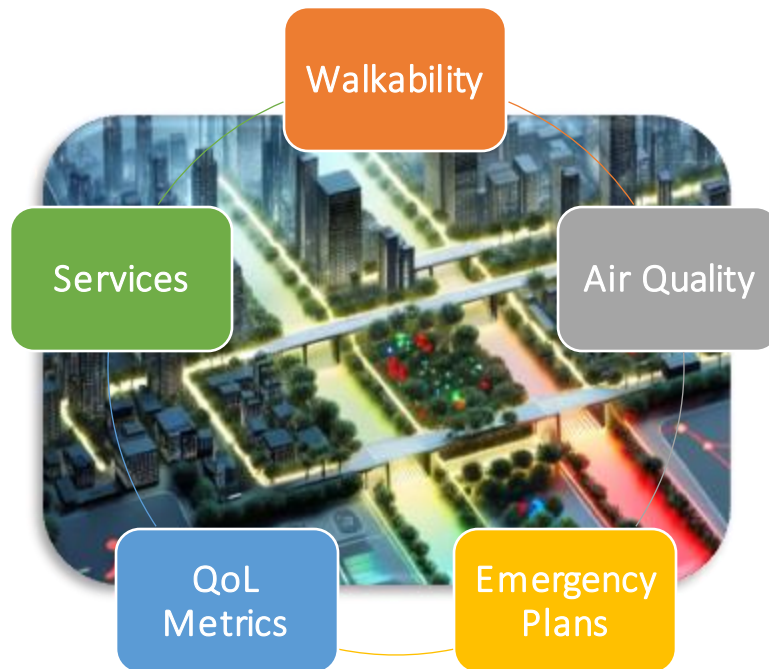 Walkability
Services
Air Quality
QoL
Metrics
Emergency
Plans